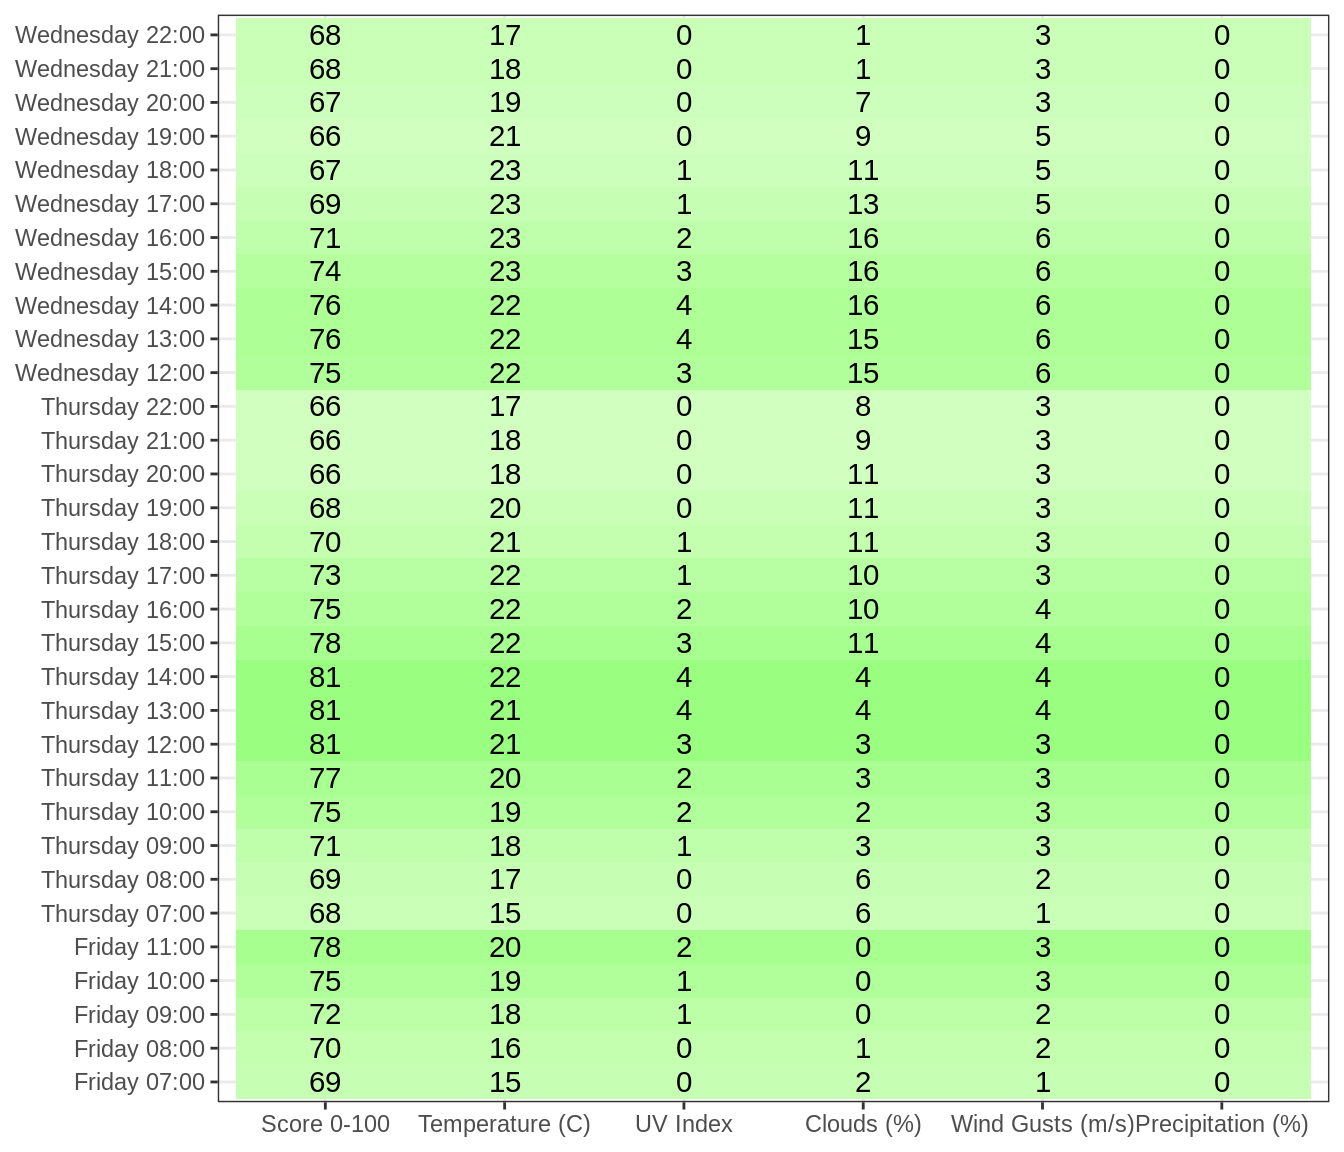 Wednesday 22:00 68 17 0 1 3 0
Wednesday 21:00 68 18 0 1 3 0
Wednesday 20:00 67 19 0 7 3 0
Wednesday 19:00 66 21 0 9 5 0
Wednesday 18:00 67 23 1 11 5 0
Wednesday 17:00 69 23 1 13 5 0
Wednesday 16:00 71 23 2 16 6 0
Wednesday 15:00 74 23 3 16 6 0
Wednesday 14:00 76 22 4 16 6 0
Wednesday 13:00 76 22 4 15 6 0
Wednesday 12:00 75 22 3 15 6 0
Thursday 22:00 66 17 0 8 3 0
Thursday 21:00 66 18 0 9 3 0
Thursday 20:00 66 18 0 11 3 0
Thursday 19:00 68 20 0 11 3 0
Thursday 18:00 70 21 1 11 3 0
Thursday 17:00 73 22 1 10 3 0
Thursday 16:00 75 22 2 10 4 0
Thursday 15:00 78 22 3 11 4 0
Thursday 14:00 81 22 4 4 4 0
Thursday 13:00 81 21 4 4 4 0
Thursday 12:00 81 21 3 3 3 0
Thursday 11:00 77 20 2 3 3 0
Thursday 10:00 75 19 2 2 3 0
Thursday 09:00 71 18 1 3 3 0
Thursday 08:00 69 17 0 6 2 0
Thursday 07:00 68 15 0 6 1 0
Friday 11:00 78 20 2 0 3 0
Friday 10:00 75 19 1 0 3 0
Friday 09:00 72 18 1 0 2 0
Friday 08:00 70 16 0 1 2 0
Friday 07:00 69 15 0 2 1 0
Score 0-100 Temperature (C) UV Index Clouds (%) Wind Gusts (m/s) Precipitation (%)